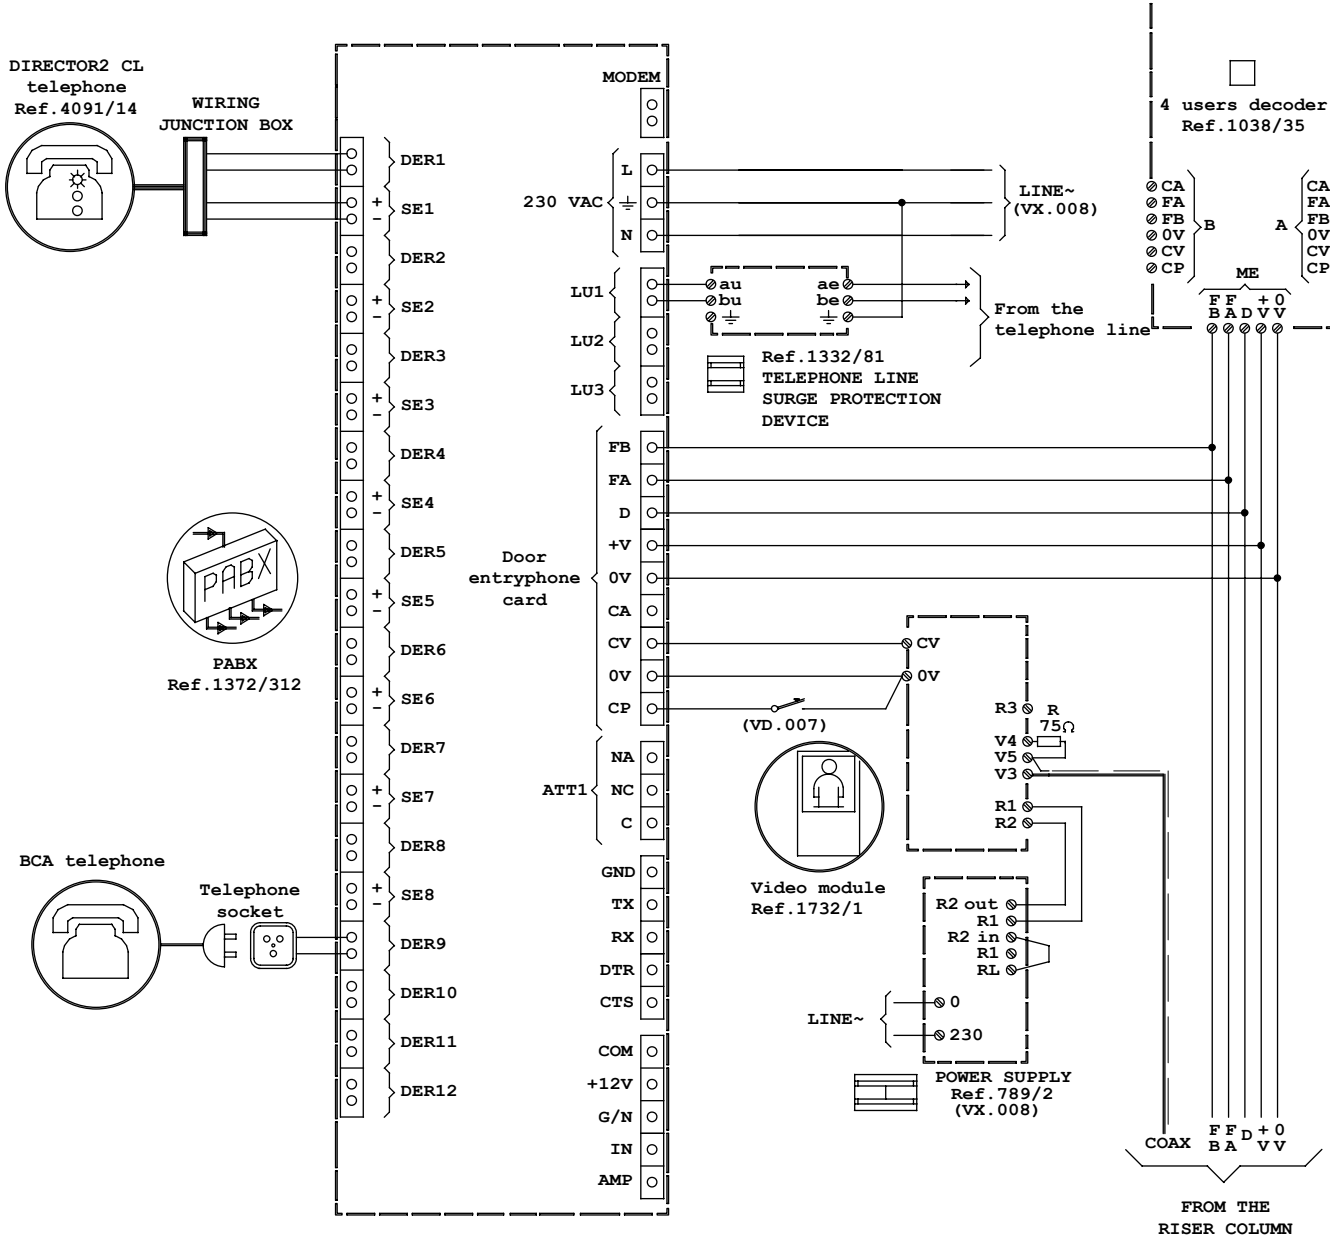 DIRECTOR2 CL
telephone
Ref.4091/14
WIRING
JUNCTION BOX
DER1
+
SE1
−
DER2
+
SE2
−
DER3
+
SE3
−
DER4
+
SE4
−
DER5
+
SE5
−
DER6
+
SE6
−
DER7
+
SE7
−
DER8
+
SE8
−
DER9
DER10
DER11
DER12
PABX
PABX
Ref.1372/312
BCA telephone
Telephone
socket
MODEM
230 VAC
L
N
LU1
LU2
LU3
Door
entryphone
card
FB
FA
D
+V
0V
CA
CV
0V
CP
ATT1
NA
NC
C
GND
TX
RX
DTR
CTS
COM
+12V
G/N
IN
AMP
LINE~
(VX.008)
au
bu
ae
be
From the
telephone line
Ref.1332/81
TELEPHONE LINE
SURGE PROTECTION
DEVICE
4 users decoder
Ref.1038/35
CA
FA
FB
0V
CV
CP
B
A
CA
FA
FB
0V
CV
CP
ME
F F + 0
B A D V V
CV
0V
(VD.007)
R3
R
75Ω
V4
V5
V3
R1
R2
Video module
Ref.1732/1
R2 out
R1
R2 in
R1
RL
LINE~
0
230
POWER SUPPLY
Ref.789/2
(VX.008)
COAX
F F D + 0
B A V V
FROM THE
RISER COLUMN